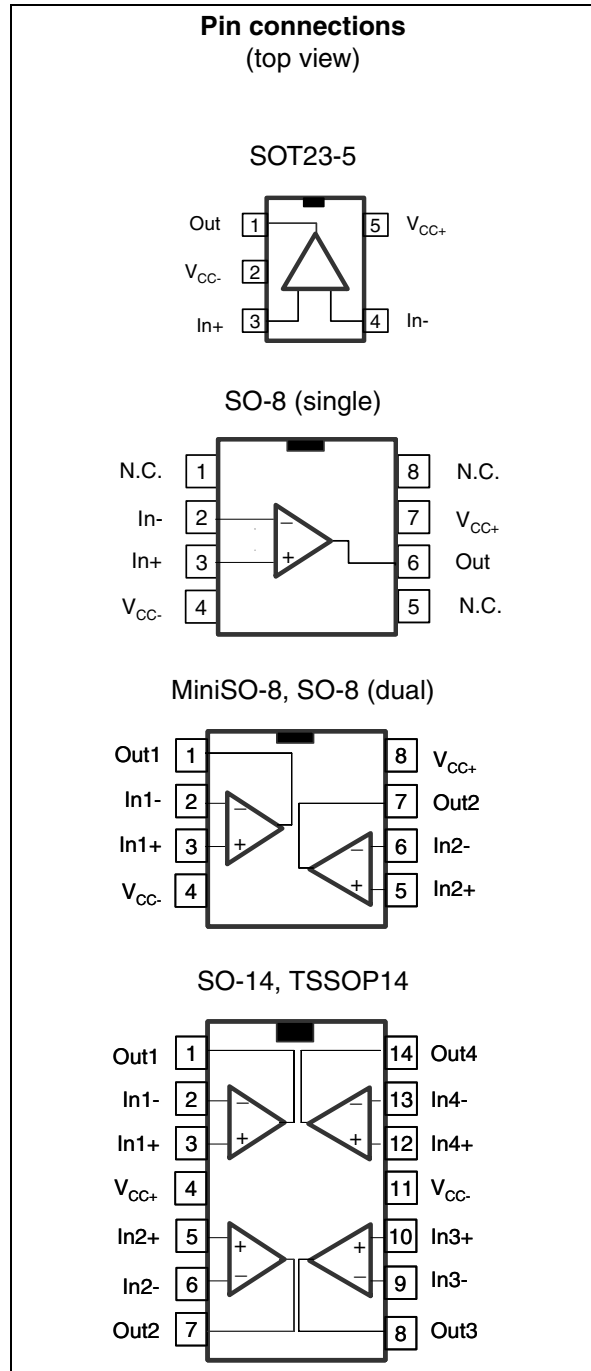 Pin connections
(top view)
SOT23-5
Out 1 5 VCC+
VCC- 2
In+ 3 4 In-
SO-8 (single)
N.C. 1 8 N.C.
In- 2 − 7 VCC+
In+ 3 + 6 Out
VCC- 4 5 N.C.
MiniSO-8, SO-8 (dual)
Out1 1 8 VCC+
In1- 2 − 7 Out2
In1+ 3 + − 6 In2-
VCC- 4 + 5 In2+
SO-14, TSSOP14
Out1 1 14 Out4
In1- 2 − − 13 In4-
In1+ 3 + + 12 In4+
VCC+ 4 11 VCC-
In2+ 5 + + 10 In3+
In2- 6 − − 9 In3-
Out2 7 8 Out3